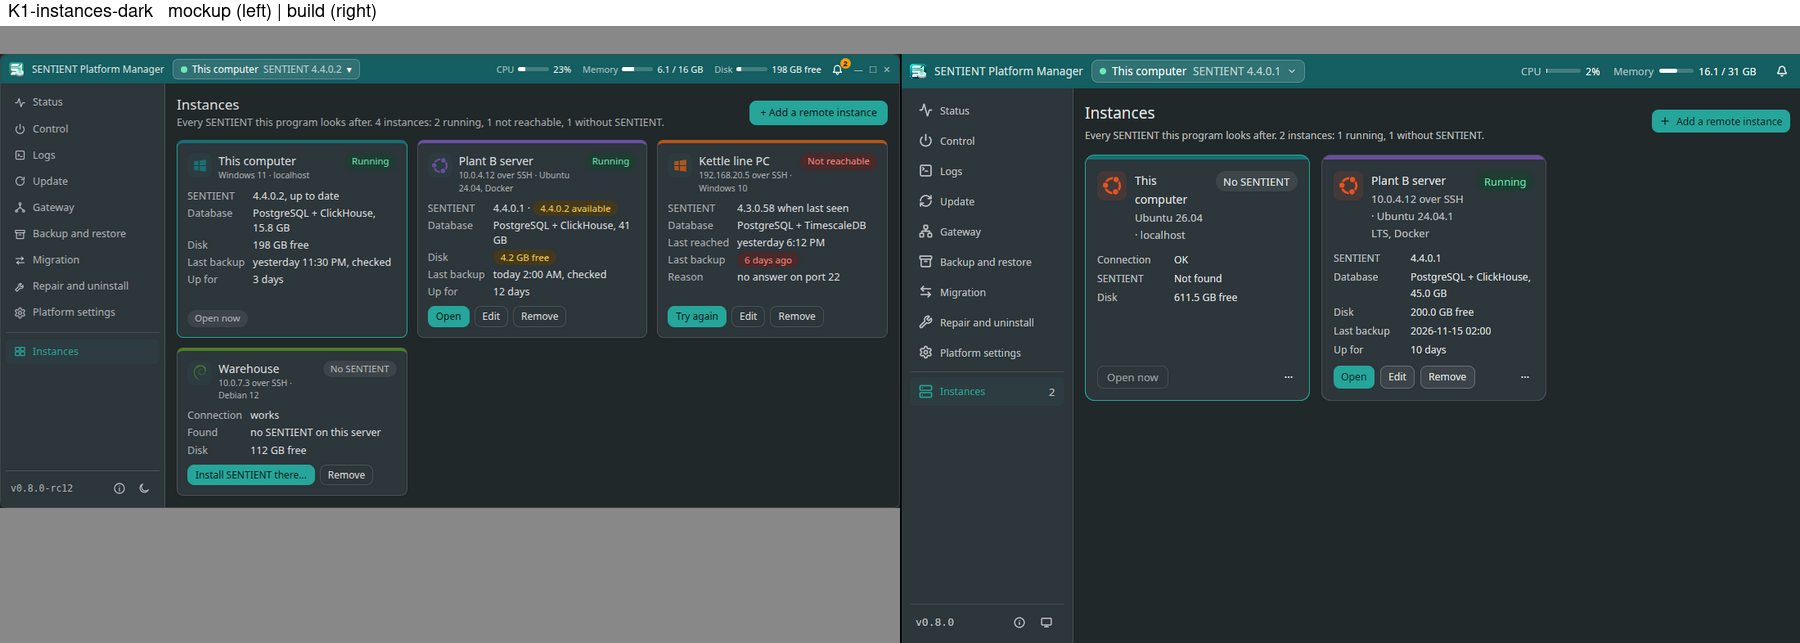 K1-instances-dark   mockup (left) | build (right)
SENTIENT Platform Manager
This computer SENTIENT 4.4.0.2 ▾
CPU 23%
Memory 6.1 / 16 GB
Disk 198 GB free
2
Status
Control
Logs
Update
Gateway
Backup and restore
Migration
Repair and uninstall
Platform settings
Instances
v0.8.0-rc12
Instances
Every SENTIENT this program looks after. 4 instances: 2 running, 1 not reachable, 1 without SENTIENT.
+ Add a remote instance
This computer
Running
Windows 11 · localhost
SENTIENT 4.4.0.2, up to date
Database PostgreSQL + ClickHouse,
15.8 GB
Disk 198 GB free
Last backup yesterday 11:30 PM, checked
Up for 3 days
Open now
Plant B server
Running
10.0.4.12 over SSH · Ubuntu
24.04, Docker
SENTIENT 4.4.0.1 · 4.4.0.2 available
Database PostgreSQL + ClickHouse, 41
GB
Disk 4.2 GB free
Last backup today 2:00 AM, checked
Up for 12 days
Open Edit Remove
Kettle line PC
Not reachable
192.168.20.5 over SSH ·
Windows 10
SENTIENT 4.3.0.58 when last seen
Database PostgreSQL + TimescaleDB
Last reached yesterday 6:12 PM
Last backup 6 days ago
Reason no answer on port 22
Try again Edit Remove
Warehouse
No SENTIENT
10.0.7.3 over SSH ·
Debian 12
Connection works
Found no SENTIENT on this server
Disk 112 GB free
Install SENTIENT there... Remove
SENTIENT Platform Manager
This computer SENTIENT 4.4.0.1
CPU 2%
Memory 16.1 / 31 GB
Status
Control
Logs
Update
Gateway
Backup and restore
Migration
Repair and uninstall
Platform settings
Instances 2
v0.8.0
Instances
Every SENTIENT this program looks after. 2 instances: 1 running, 1 without SENTIENT.
+ Add a remote instance
This
computer
No SENTIENT
Ubuntu 26.04
· localhost
Connection OK
SENTIENT Not found
Disk 611.5 GB free
Open now ...
Plant B server
Running
10.0.4.12 over SSH
· Ubuntu 24.04.1
LTS, Docker
SENTIENT 4.4.0.1
Database PostgreSQL + ClickHouse,
45.0 GB
Disk 200.0 GB free
Last backup 2026-11-15 02:00
Up for 10 days
Open Edit Remove ...